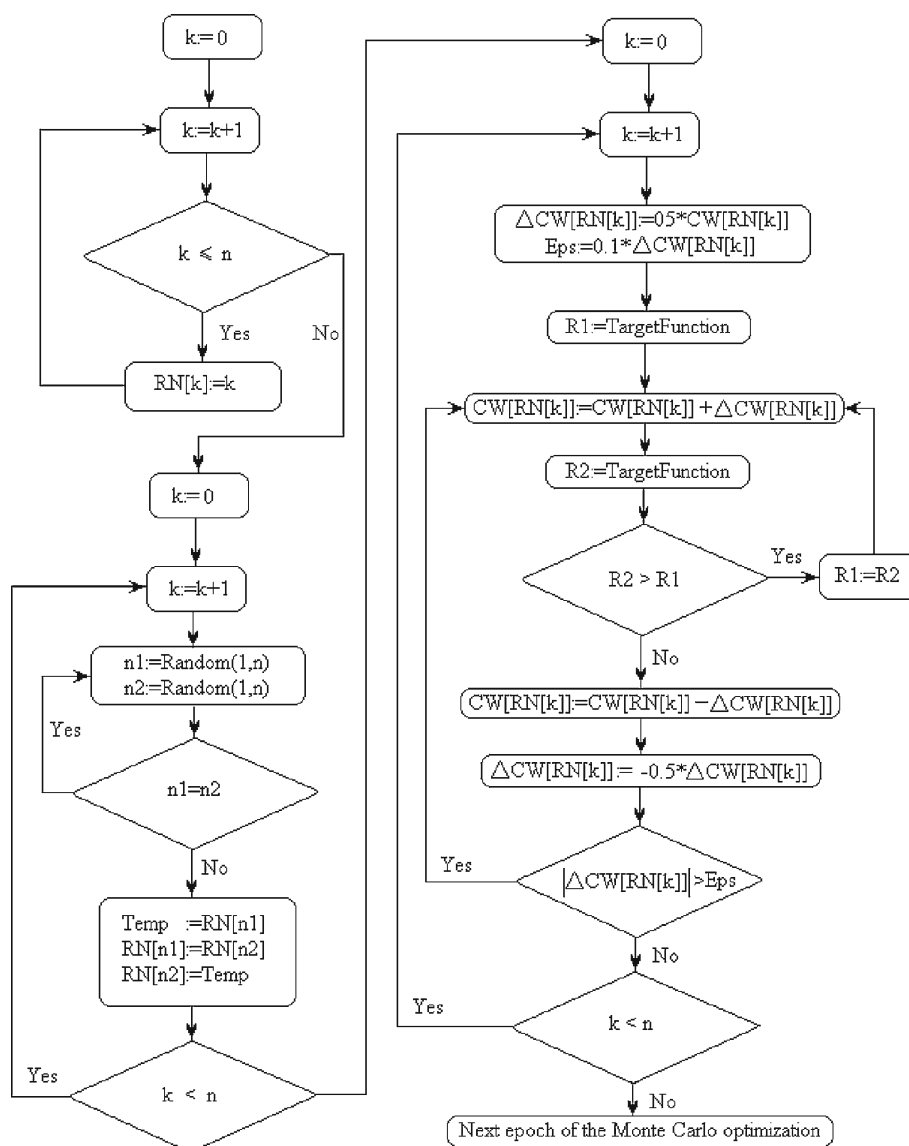 k:=0
k:=k+1
k ⩽ n
Yes
No
RN[k]:=k
k:=0
k:=k+1
n1:=Random(1,n)
n2:=Random(1,n)
Yes
n1=n2
No
Temp :=RN[n1]
RN[n1]:=RN[n2]
RN[n2]:=Temp
Yes
k < n
k:=0
k:=k+1
△CW[RN[k]]:=05*CW[RN[k]]
Eps:=0.1*△CW[RN[k]]
R1:=TargetFunction
CW[RN[k]]:=CW[RN[k]]+△CW[RN[k]]
R2:=TargetFunction
R2 > R1
Yes
R1:=R2
No
CW[RN[k]]:=CW[RN[k]]−△CW[RN[k]]
△CW[RN[k]]:= -0.5*△CW[RN[k]]
Yes
|△CW[RN[k]]|>Eps
No
Yes
k < n
No
Next epoch of the Monte Carlo optimization